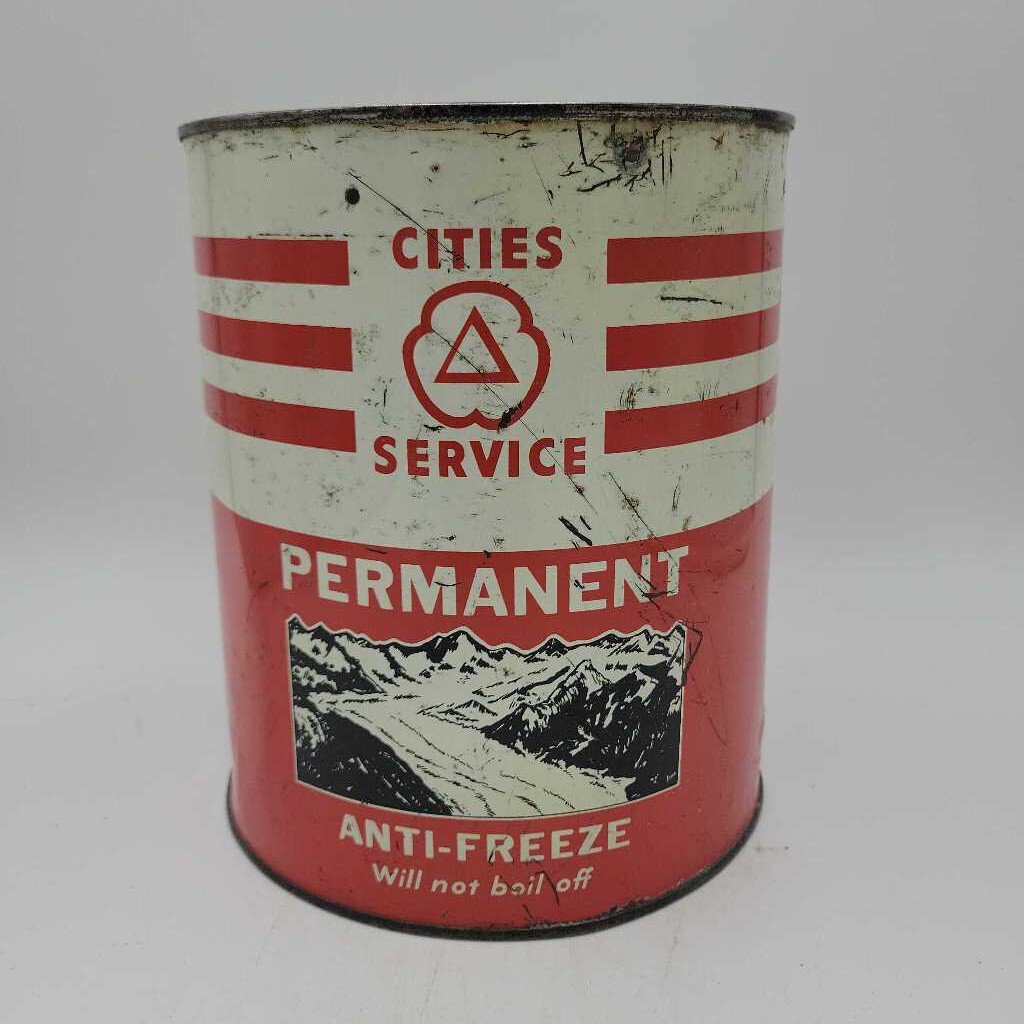 CITIES
SERVICE
PERMANENT
ANTI-FREEZE
Will not boil off